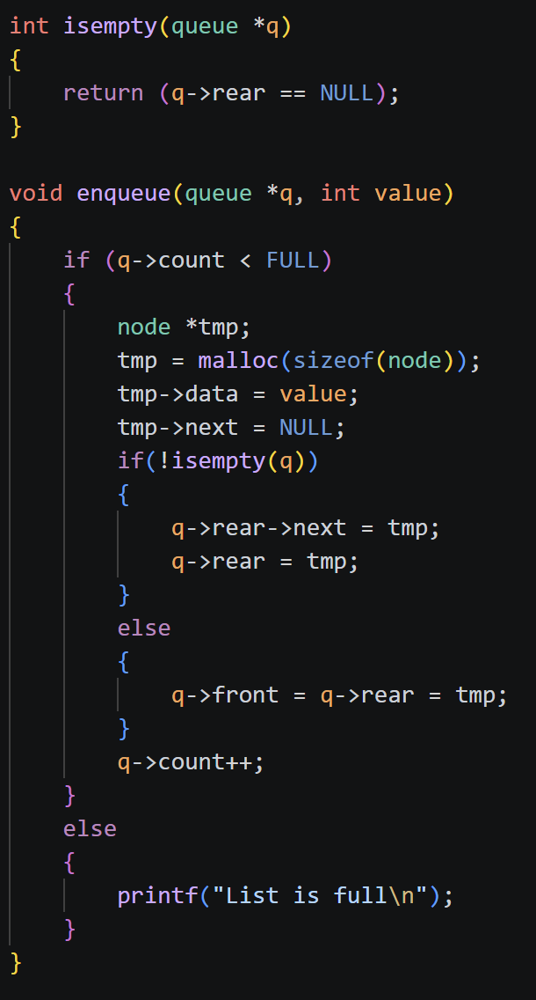 int isempty(queue *q)
{
    return (q->rear == NULL);
}

void enqueue(queue *q, int value)
{
    if (q->count < FULL)
    {
        node *tmp;
        tmp = malloc(sizeof(node));
        tmp->data = value;
        tmp->next = NULL;
        if(!isempty(q))
        {
            q->rear->next = tmp;
            q->rear = tmp;
        }
        else
        {
            q->front = q->rear = tmp;
        }
        q->count++;
    }
    else
    {
        printf("List is full\n");
    }
}